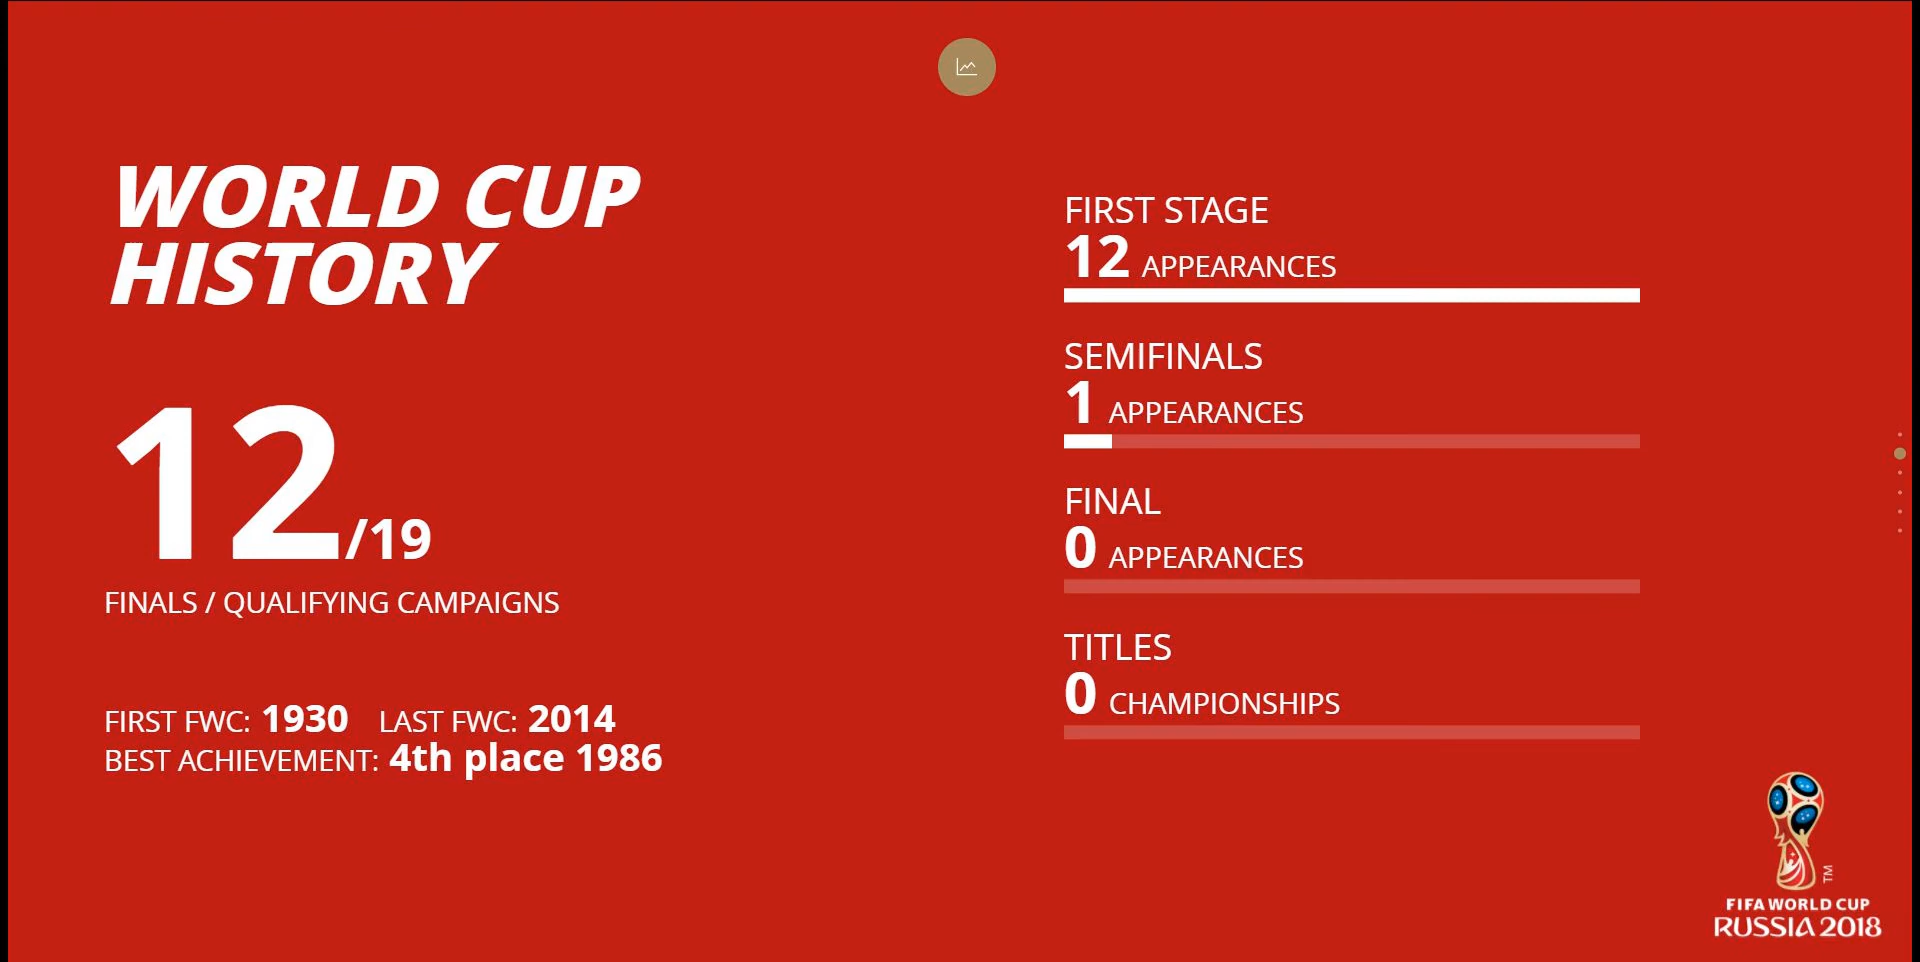 WORLD CUP
HISTORY
12/19
FINALS / QUALIFYING CAMPAIGNS
FIRST FWC: 1930 LAST FWC: 2014
BEST ACHIEVEMENT: 4th place 1986
FIRST STAGE
12 APPEARANCES
SEMIFINALS
1 APPEARANCES
FINAL
0 APPEARANCES
TITLES
0 CHAMPIONSHIPS
TM
FIFA WORLD CUP
RUSSIA 2018